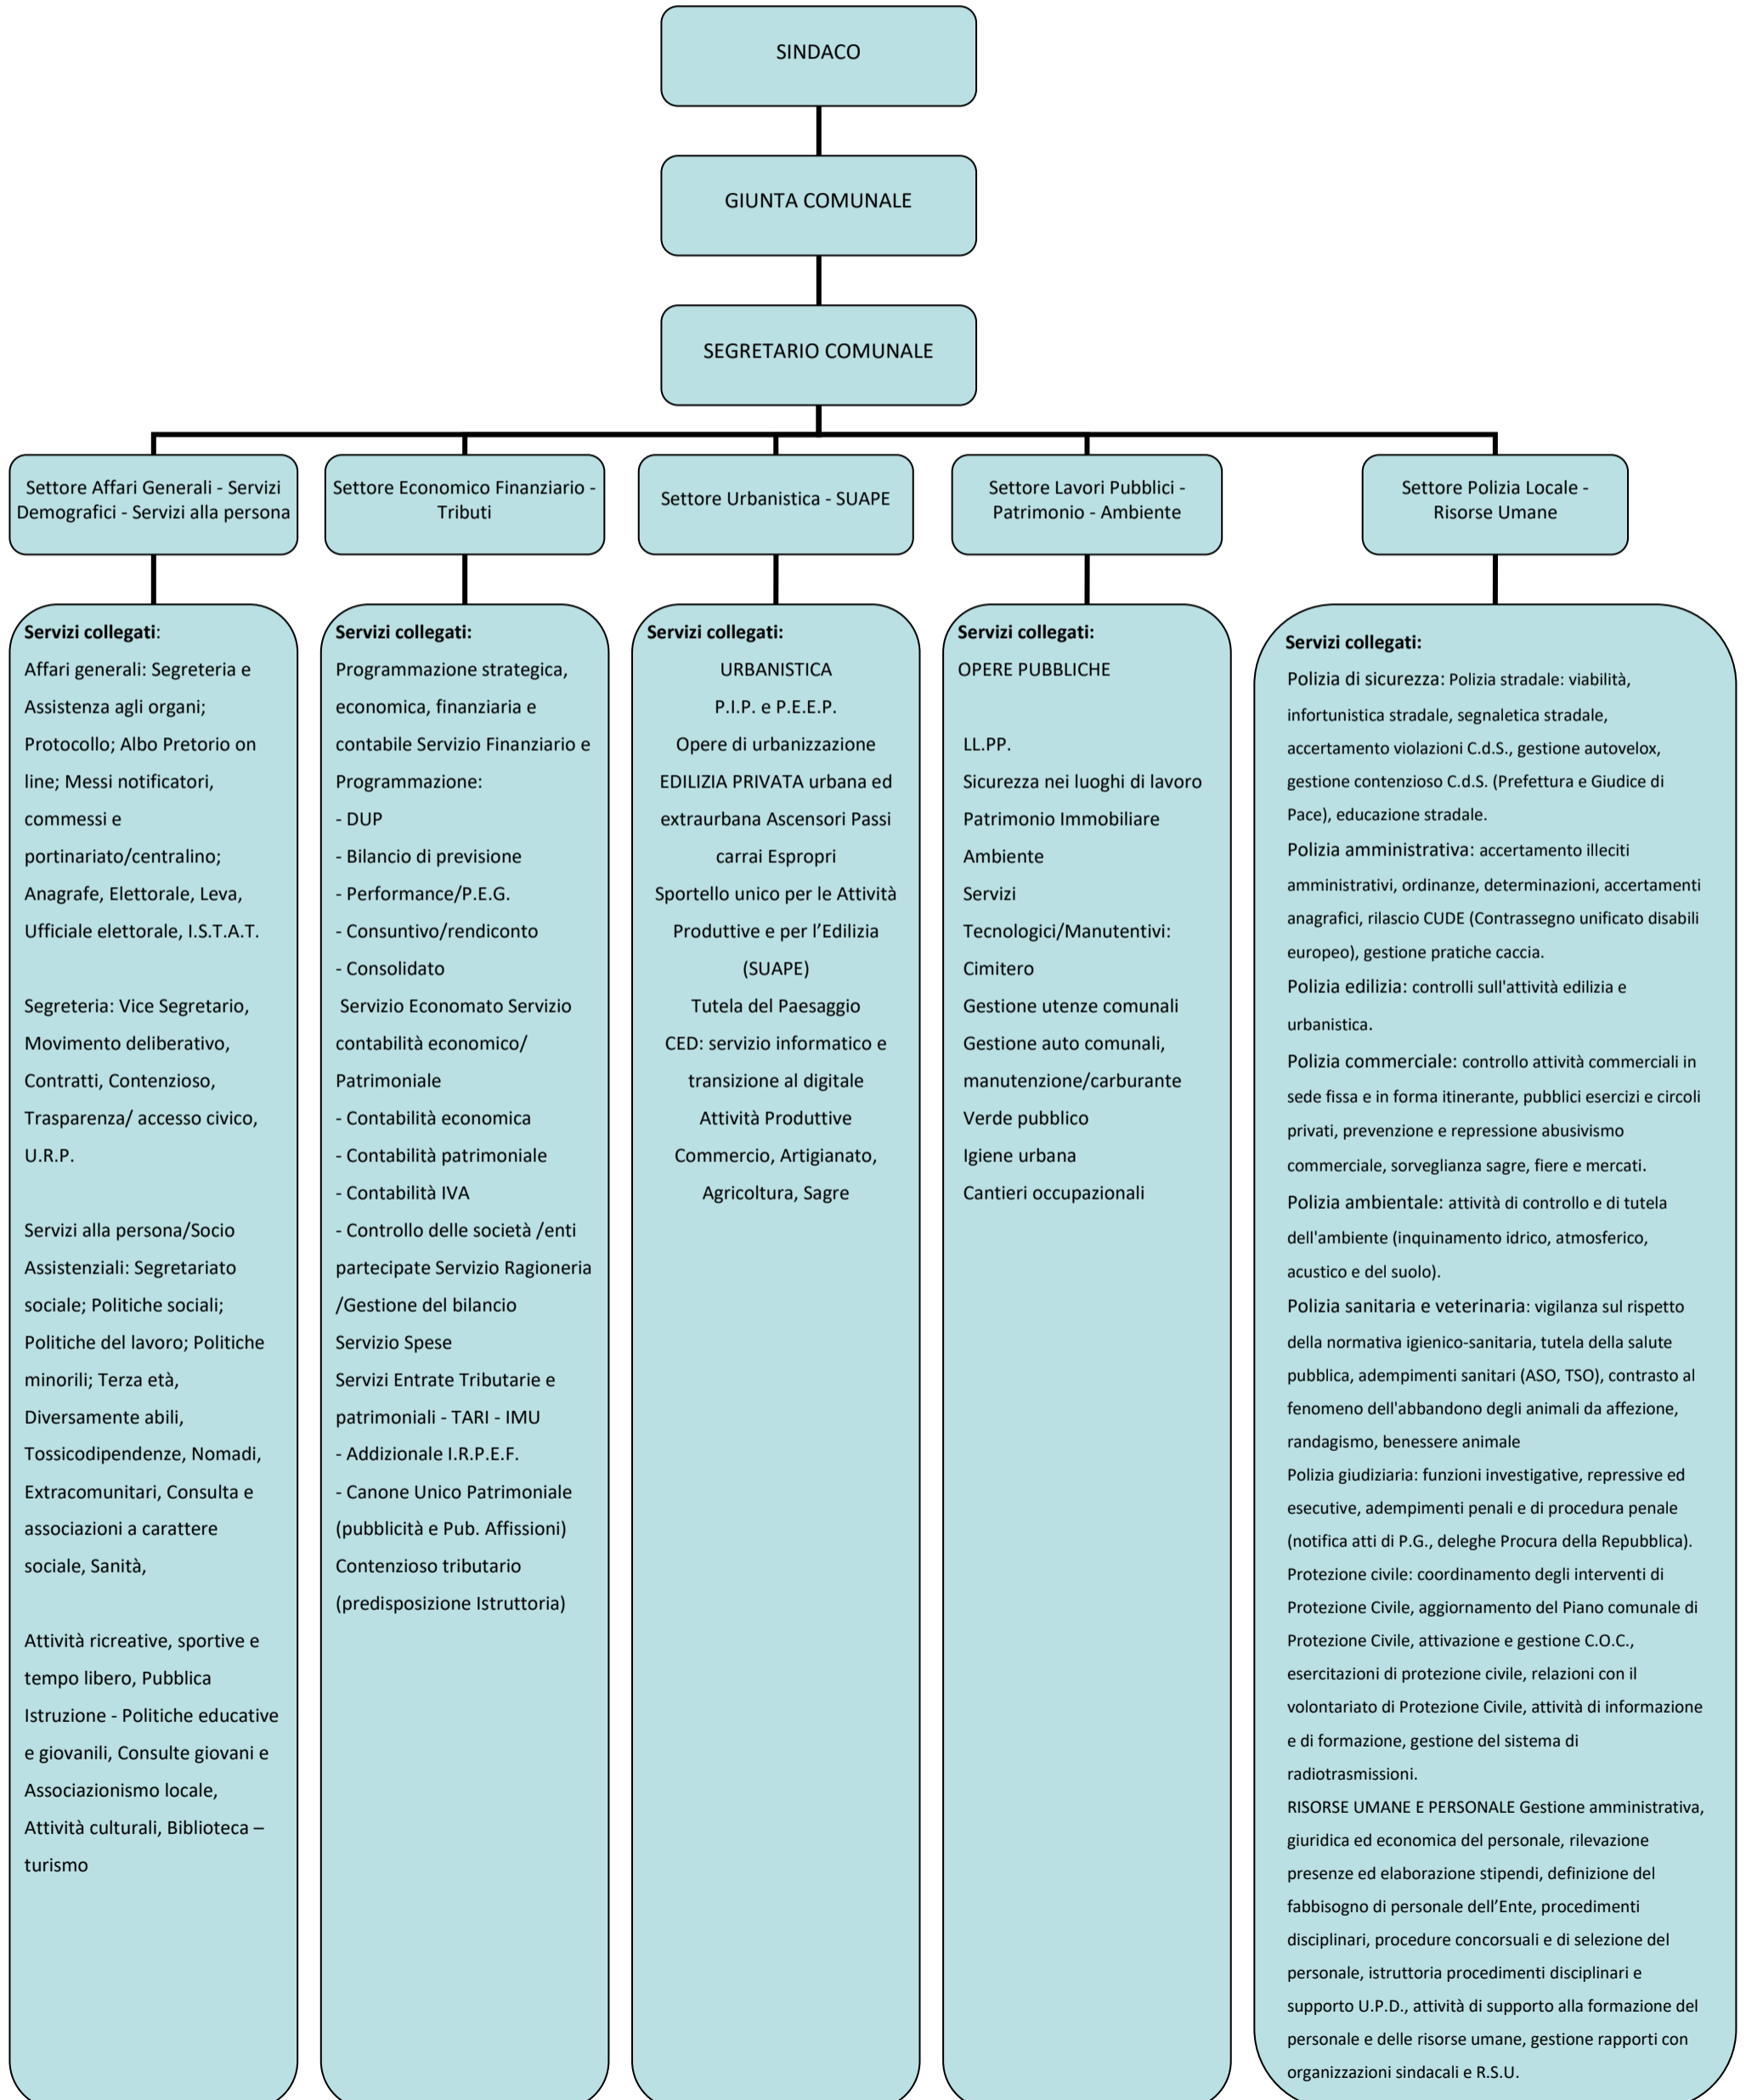 SINDACO
GIUNTA COMUNALE
SEGRETARIO COMUNALE
Settore Affari Generali - Servizi
Demografici - Servizi alla persona
Settore Economico Finanziario -
Tributi
Settore Urbanistica - SUAPE
Settore Lavori Pubblici -
Patrimonio - Ambiente
Settore Polizia Locale -
Risorse Umane
Servizi collegati:
Affari generali: Segreteria e
Assistenza agli organi;
Protocollo; Albo Pretorio on
line; Messi notificatori,
commessi e
portinariato/centralino;
Anagrafe, Elettorale, Leva,
Ufficiale elettorale, I.S.T.A.T.
Segreteria: Vice Segretario,
Movimento deliberativo,
Contratti, Contenzioso,
Trasparenza/ accesso civico,
U.R.P.
Servizi alla persona/Socio
Assistenziali: Segretariato
sociale; Politiche sociali;
Politiche del lavoro; Politiche
minorili; Terza età,
Diversamente abili,
Tossicodipendenze, Nomadi,
Extracomunitari, Consulta e
associazioni a carattere
sociale, Sanità,
Attività ricreative, sportive e
tempo libero, Pubblica
Istruzione - Politiche educative
e giovanili, Consulte giovani e
Associazionismo locale,
Attività culturali, Biblioteca –
turismo
Servizi collegati:
Programmazione strategica,
economica, finanziaria e
contabile Servizio Finanziario e
Programmazione:
- DUP
- Bilancio di previsione
- Performance/P.E.G.
- Consuntivo/rendiconto
- Consolidato
Servizio Economato Servizio
contabilità economico/
Patrimoniale
- Contabilità economica
- Contabilità patrimoniale
- Contabilità IVA
- Controllo delle società /enti
partecipate Servizio Ragioneria
/Gestione del bilancio
Servizio Spese
Servizi Entrate Tributarie e
patrimoniali - TARI - IMU
- Addizionale I.R.P.E.F.
- Canone Unico Patrimoniale
(pubblicità e Pub. Affissioni)
Contenzioso tributario
(predisposizione Istruttoria)
Servizi collegati:
URBANISTICA
P.I.P. e P.E.E.P.
Opere di urbanizzazione
EDILIZIA PRIVATA urbana ed
extraurbana Ascensori Passi
carrai Espropri
Sportello unico per le Attività
Produttive e per l’Edilizia
(SUAPE)
Tutela del Paesaggio
CED: servizio informatico e
transizione al digitale
Attività Produttive
Commercio, Artigianato,
Agricoltura, Sagre
Servizi collegati:
OPERE PUBBLICHE
LL.PP.
Sicurezza nei luoghi di lavoro
Patrimonio Immobiliare
Ambiente
Servizi
Tecnologici/Manutentivi:
Cimitero
Gestione utenze comunali
Gestione auto comunali,
manutenzione/carburante
Verde pubblico
Igiene urbana
Cantieri occupazionali
Servizi collegati:
Polizia di sicurezza: Polizia stradale: viabilità,
infortunistica stradale, segnaletica stradale,
accertamento violazioni C.d.S., gestione autovelox,
gestione contenzioso C.d.S. (Prefettura e Giudice di
Pace), educazione stradale.
Polizia amministrativa: accertamento illeciti
amministrativi, ordinanze, determinazioni, accertamenti
anagrafici, rilascio CUDE (Contrassegno unificato disabili
europeo), gestione pratiche caccia.
Polizia edilizia: controlli sull'attività edilizia e
urbanistica.
Polizia commerciale: controllo attività commerciali in
sede fissa e in forma itinerante, pubblici esercizi e circoli
privati, prevenzione e repressione abusivismo
commerciale, sorveglianza sagre, fiere e mercati.
Polizia ambientale: attività di controllo e di tutela
dell'ambiente (inquinamento idrico, atmosferico,
acustico e del suolo).
Polizia sanitaria e veterinaria: vigilanza sul rispetto
della normativa igienico-sanitaria, tutela della salute
pubblica, adempimenti sanitari (ASO, TSO), contrasto al
fenomeno dell'abbandono degli animali da affezione,
randagismo, benessere animale
Polizia giudiziaria: funzioni investigative, repressive ed
esecutive, adempimenti penali e di procedura penale
(notifica atti di P.G., deleghe Procura della Repubblica).
Protezione civile: coordinamento degli interventi di
Protezione Civile, aggiornamento del Piano comunale di
Protezione Civile, attivazione e gestione C.O.C.,
esercitazioni di protezione civile, relazioni con il
volontariato di Protezione Civile, attività di informazione
e di formazione, gestione del sistema di
radiotrasmissioni.
RISORSE UMANE E PERSONALE Gestione amministrativa,
giuridica ed economica del personale, rilevazione
presenze ed elaborazione stipendi, definizione del
fabbisogno di personale dell’Ente, procedimenti
disciplinari, procedure concorsuali e di selezione del
personale, istruttoria procedimenti disciplinari e
supporto U.P.D., attività di supporto alla formazione del
personale e delle risorse umane, gestione rapporti con
organizzazioni sindacali e R.S.U.